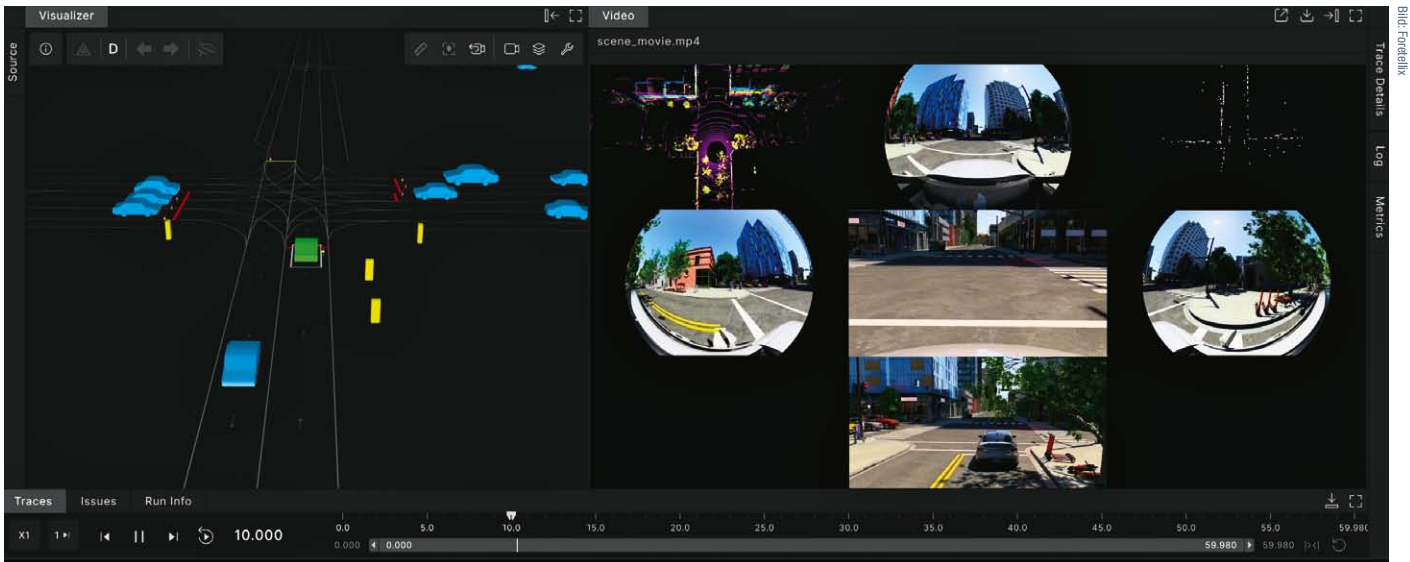 Visualizer
Video
Bild: Foretellix
Source
D
scene_movie.mp4
Trace Details
Log
Metrics
Traces
Issues
Run Info
X1
1
10.000
0.0
5.0
10.0
15.0
20.0
25.0
30.0
35.0
40.0
45.0
50.0
55.0
59.980
0.000
0.000
59.980
59.980